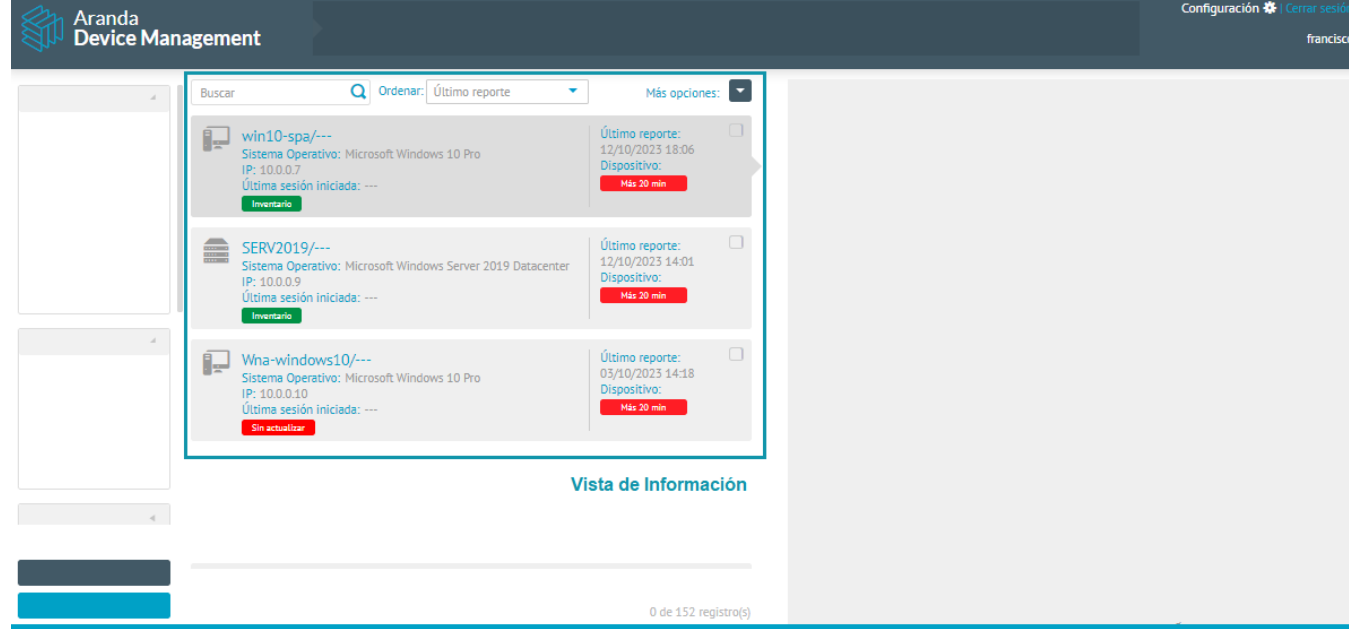 Aranda
Device Management
Configuración | Cerrar sesión
francisco
Buscar
Ordenar: Último reporte
Más opciones:
win10-spa/---
Sistema Operativo: Microsoft Windows 10 Pro
IP: 10.0.0.7
Última sesión iniciada: ---
Inventario
Último reporte:
12/10/2023 18:06
Dispositivo:
Más 20 min
SERV2019/---
Sistema Operativo: Microsoft Windows Server 2019 Datacenter
IP: 10.0.0.9
Última sesión iniciada: ---
Inventario
Último reporte:
12/10/2023 14:01
Dispositivo:
Más 20 min
Wna-windows10/---
Sistema Operativo: Microsoft Windows 10 Pro
IP: 10.0.0.10
Última sesión iniciada: ---
Sin actualizar
Último reporte:
03/10/2023 14:18
Dispositivo:
Más 20 min
Vista de Información
0 de 152 registro(s)